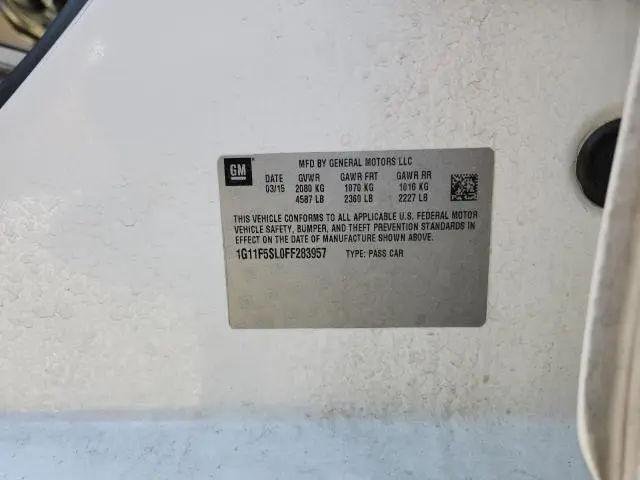 GM
MFD BY GENERAL MOTORS LLC
DATE GVWR GAWR FRT GAWR RR
03/15 2080 KG 1070 KG 1010 KG
4587 LB 2360 LB 2227 LB
THIS VEHICLE CONFORMS TO ALL APPLICABLE U.S. FEDERAL MOTOR
VEHICLE SAFETY, BUMPER, AND THEFT PREVENTION STANDARDS IN
EFFECT ON THE DATE OF MANUFACTURE SHOWN ABOVE.
1G11F5SL0FF283957 TYPE: PASS CAR